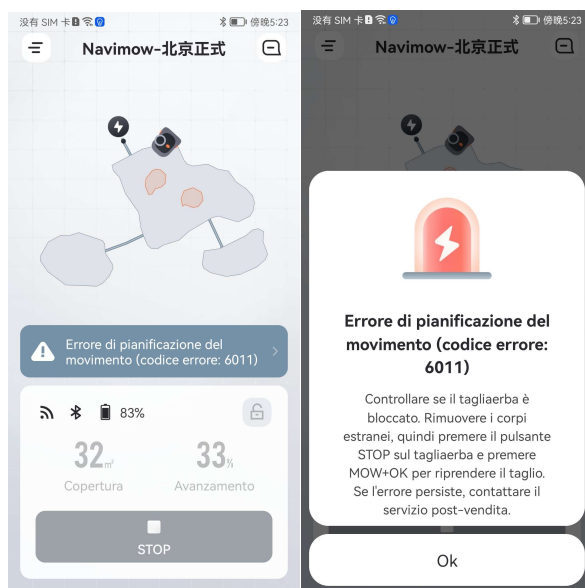 没有 SIM 卡
傍晚5:23
Navimow-北京正式
Errore di pianificazione del
movimento (codice errore: 6011)
83%
32 m²
33%
Copertura
Avanzamento
STOP
没有 SIM 卡
傍晚5:23
Navimow-北京正式
Errore di pianificazione del
movimento (codice errore:
6011)
Controllare se il tagliaerba è
bloccato. Rimuovere i corpi
estranei, quindi premere il pulsante
STOP sul tagliaerba e premere
MOW+OK per riprendere il taglio.
Se l'errore persiste, contattare il
servizio post-vendita.
Ok